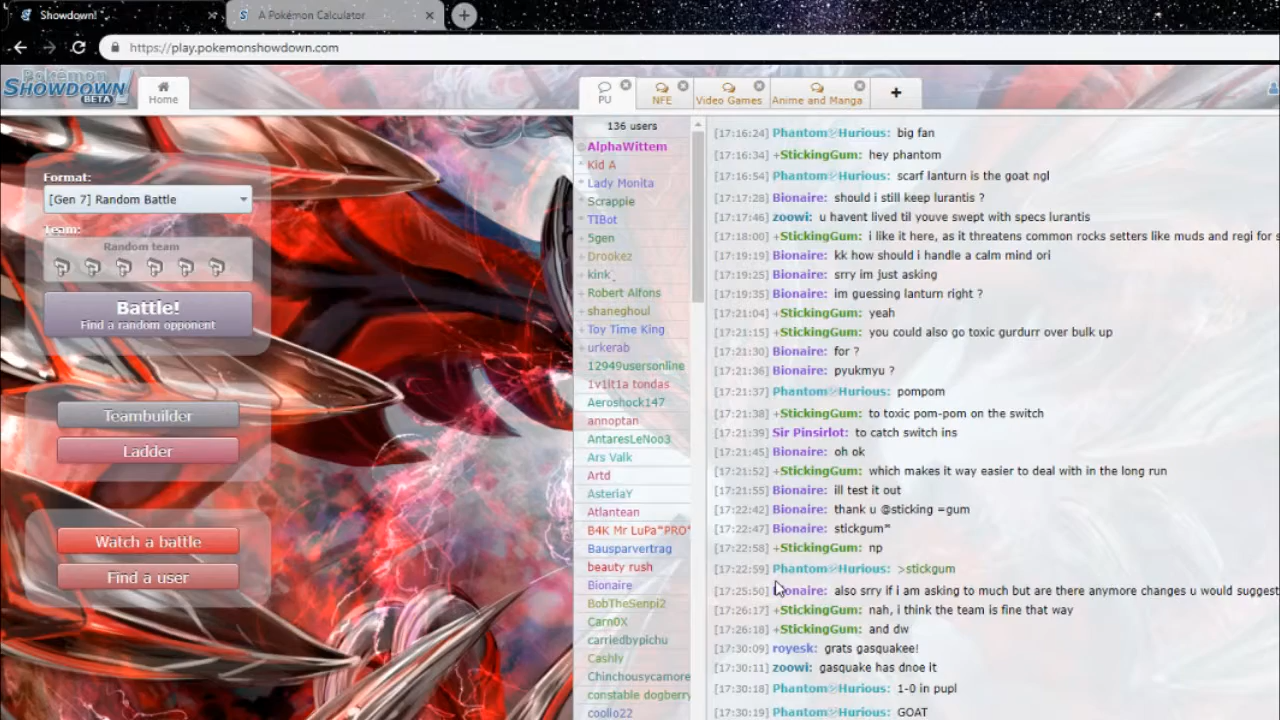 Showdown!
A Pokémon Calculator
https://play.pokemonshowdown.com
Pokémon
SHOWDOWN!
BETA
Home
PU
NFE
Video Games
Anime and Manga
Format:
[Gen 7] Random Battle
Team:
Random team
Battle!
Find a random opponent
Teambuilder
Ladder
Watch a battle
Find a user
136 users
AlphaWittem
Kid A
* Lady Monita
* Scrappie
* TIBot
+ Sgen
+ Drookez
+ kink_
+ Robert Alfons
+ shaneghoul
+ Toy Time King
+ urkerab
12949usersonline
1v1it1a tondas
Aeroshock147
annoptan
AntaresLeNoo3
Ars Valk
Artd
AsteriaY
Atlantean
B4K Mr LuPa"PRO"
Bausparvertrag
beauty rush
Bionaire
BobTheSenpi2
Carn0X
carriedbypichu
Cashly
Chinchousycamore
constable dogberry
coolio22
[17:16:24] Phantom Hurious: big fan
[17:16:34] +StickingGum: hey phantom
[17:16:54] Phantom Hurious: scarf lanturn is the goat ngl
[17:17:28] Bionaire: should i still keep lurantis ?
[17:17:46] zoowi: u havent lived til youve swept with specs lurantis
[17:18:00] +StickingGum: i like it here, as it threatens common rocks setters like muds and regi for
[17:19:19] Bionaire: kk how should i handle a calm mind ori
[17:19:25] Bionaire: srry im just asking
[17:19:35] Bionaire: im guessing lanturn right ?
[17:21:04] +StickingGum: yeah
[17:21:15] +StickingGum: you could also go toxic gurdurr over bulk up
[17:21:30] Bionaire: for ?
[17:21:36] Bionaire: pyukmyu ?
[17:21:37] Phantom Hurious: pompom
[17:21:38] +StickingGum: to toxic pom-pom on the switch
[17:21:39] Sir Pinsirlot: to catch switch ins
[17:21:45] Bionaire: oh ok
[17:21:52] +StickingGum: which makes it way easier to deal with in the long run
[17:21:55] Bionaire: ill test it out
[17:22:42] Bionaire: thank u @sticking =gum
[17:22:47] Bionaire: stickgum"
[17:22:58] +StickingGum: np
[17:22:59] Phantom Hurious: >stickgum
[17:25:50] Bionaire: also srry if i am asking to much but are there anymore changes u would suggest
[17:26:17] +StickingGum: nah, i think the team is fine that way
[17:26:18] +StickingGum: and dw
[17:30:09] royesk: grats gasquakee!
[17:30:11] zoowi: gasquake has dnoe it
[17:30:18] Phantom Hurious: 1-0 in pupl
[17:30:19] Phantom Hurious: GOAT